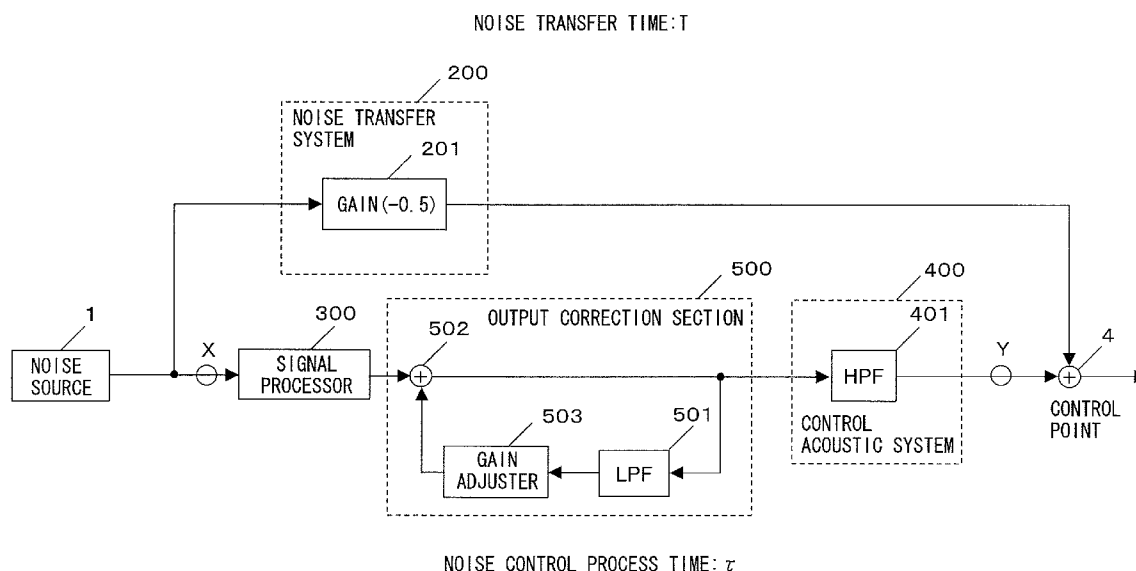 NOISE TRANSFER TIME:T
200
NOISE TRANSFER
SYSTEM
201
GAIN(-0.5)
500
400
1
300
502
OUTPUT CORRECTION SECTION
401
X
Y
4
NOISE
SOURCE
SIGNAL
PROCESSOR
+
HPF
+
503
501
CONTROL
ACOUSTIC SYSTEM
CONTROL
POINT
GAIN
ADJUSTER
LPF
NOISE CONTROL PROCESS TIME:τ